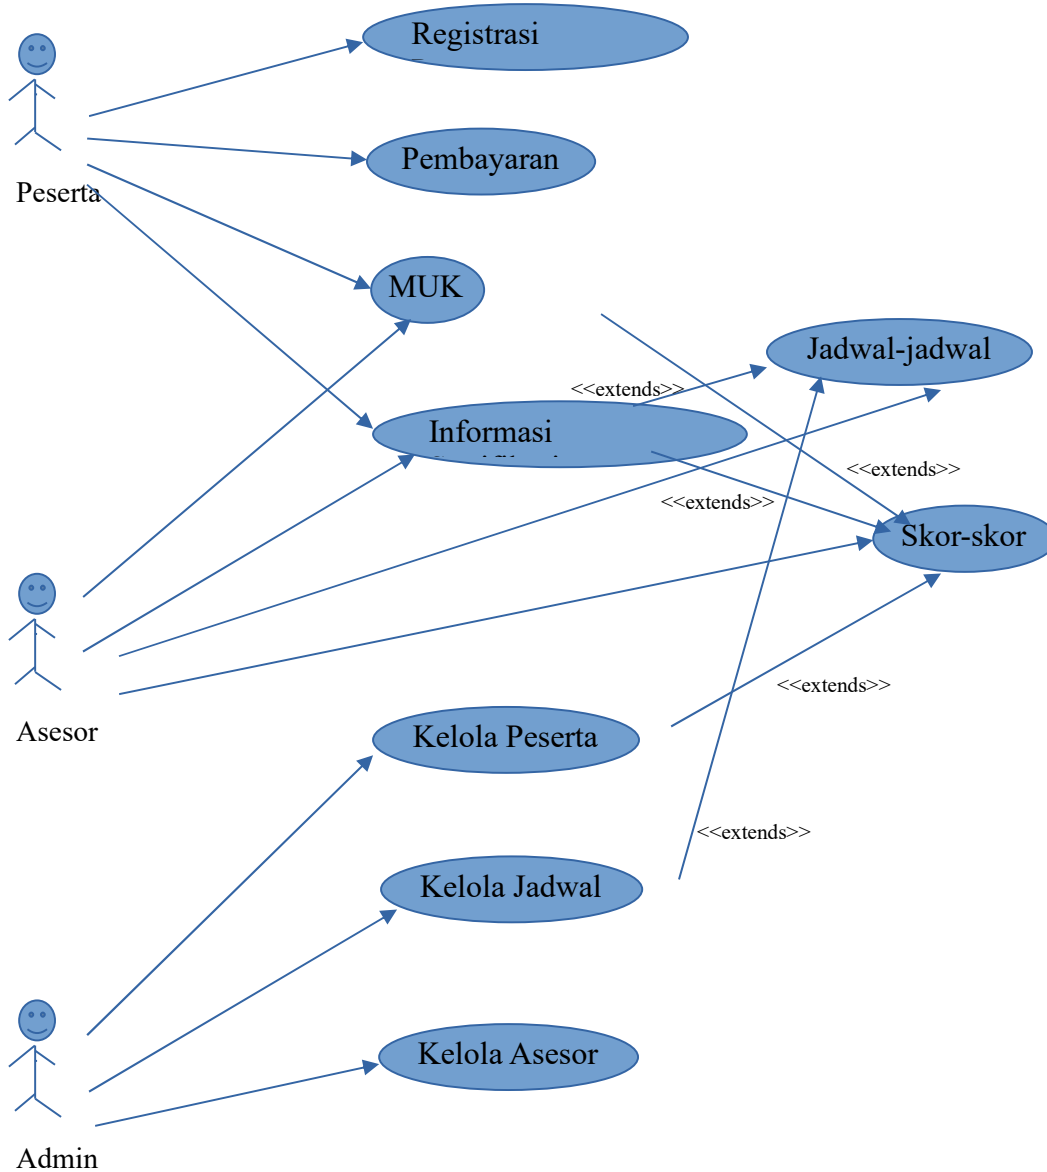 Registrasi
Pembayaran
Peserta
MUK
Jadwal-jadwal
<<extends>>
Informasi
<<extends>>
<<extends>>
Skor-skor
<<extends>>
Asesor
Kelola Peserta
<<extends>>
Kelola Jadwal
Kelola Asesor
Admin